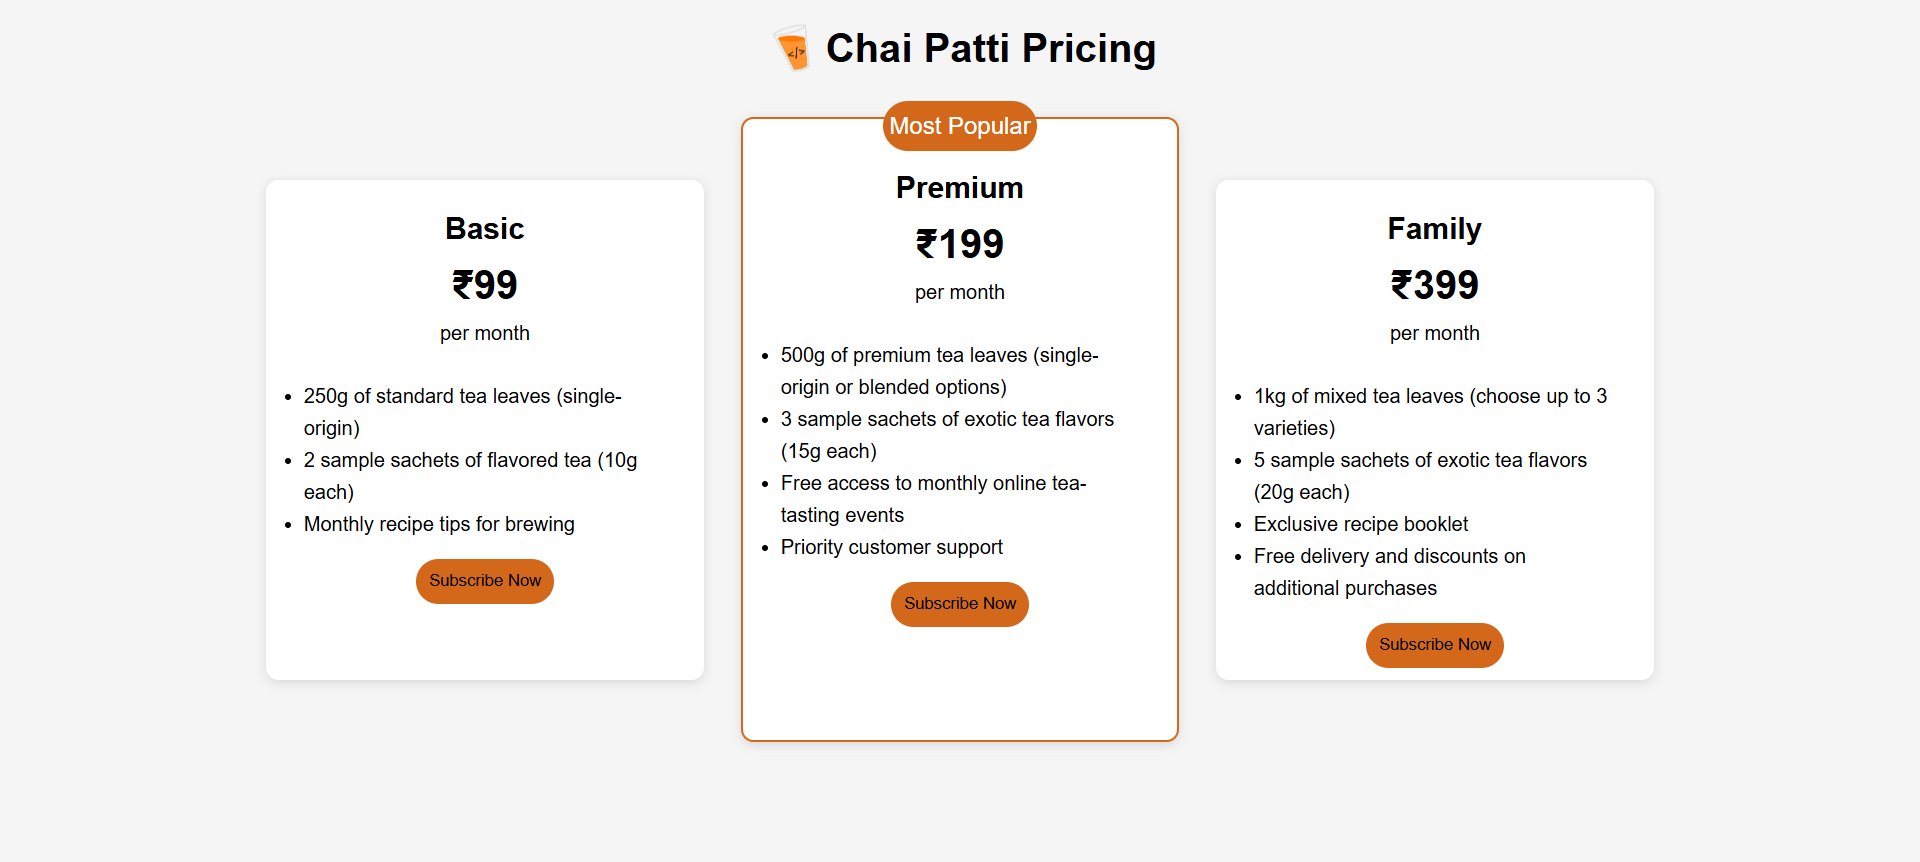 </>
Chai Patti Pricing
Basic
₹99
per month
• 250g of standard tea leaves (single-
origin)
• 2 sample sachets of flavored tea (10g
each)
• Monthly recipe tips for brewing
Subscribe Now
Most Popular
Premium
₹199
per month
• 500g of premium tea leaves (single-
origin or blended options)
• 3 sample sachets of exotic tea flavors
(15g each)
• Free access to monthly online tea-
tasting events
• Priority customer support
Subscribe Now
Family
₹399
per month
• 1kg of mixed tea leaves (choose up to 3
varieties)
• 5 sample sachets of exotic tea flavors
(20g each)
• Exclusive recipe booklet
• Free delivery and discounts on
additional purchases
Subscribe Now